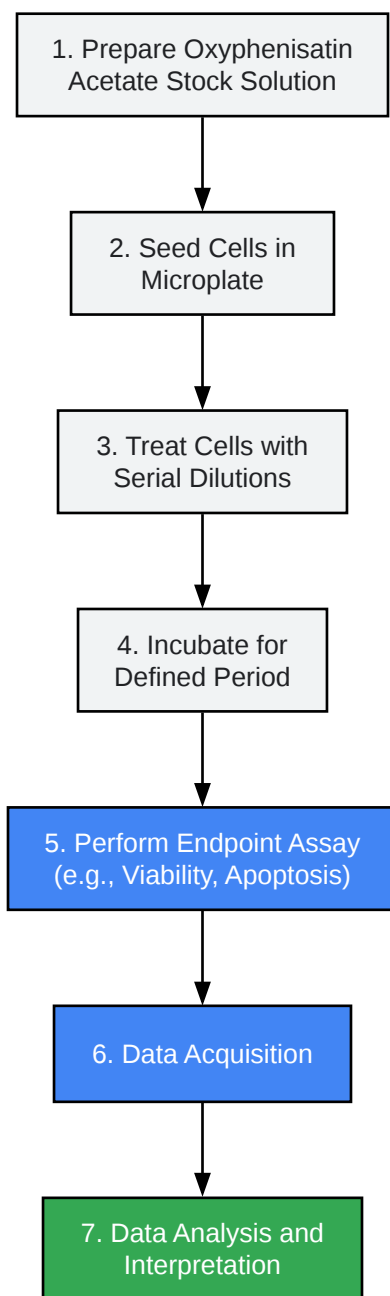 1. Prepare Oxyphenisatin
Acetate Stock Solution
2. Seed Cells in
Microplate
3. Treat Cells with
Serial Dilutions
4. Incubate for
Defined Period
5. Perform Endpoint Assay
(e.g., Viability, Apoptosis)
6. Data Acquisition
7. Data Analysis and
Interpretation